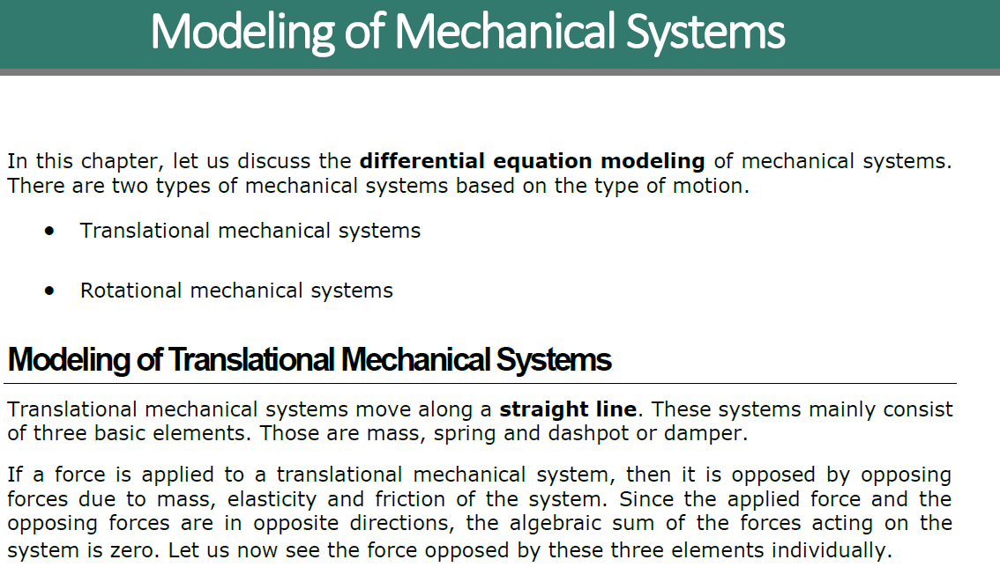 Modeling of Mechanical Systems
In this chapter, let us discuss the differential equation modeling of mechanical systems.
There are two types of mechanical systems based on the type of motion.
• Translational mechanical systems
• Rotational mechanical systems
Modeling of Translational Mechanical Systems
Translational mechanical systems move along a straight line. These systems mainly consist
of three basic elements. Those are mass, spring and dashpot or damper.
If a force is applied to a translational mechanical system, then it is opposed by opposing
forces due to mass, elasticity and friction of the system. Since the applied force and the
opposing forces are in opposite directions, the algebraic sum of the forces acting on the
system is zero. Let us now see the force opposed by these three elements individually.